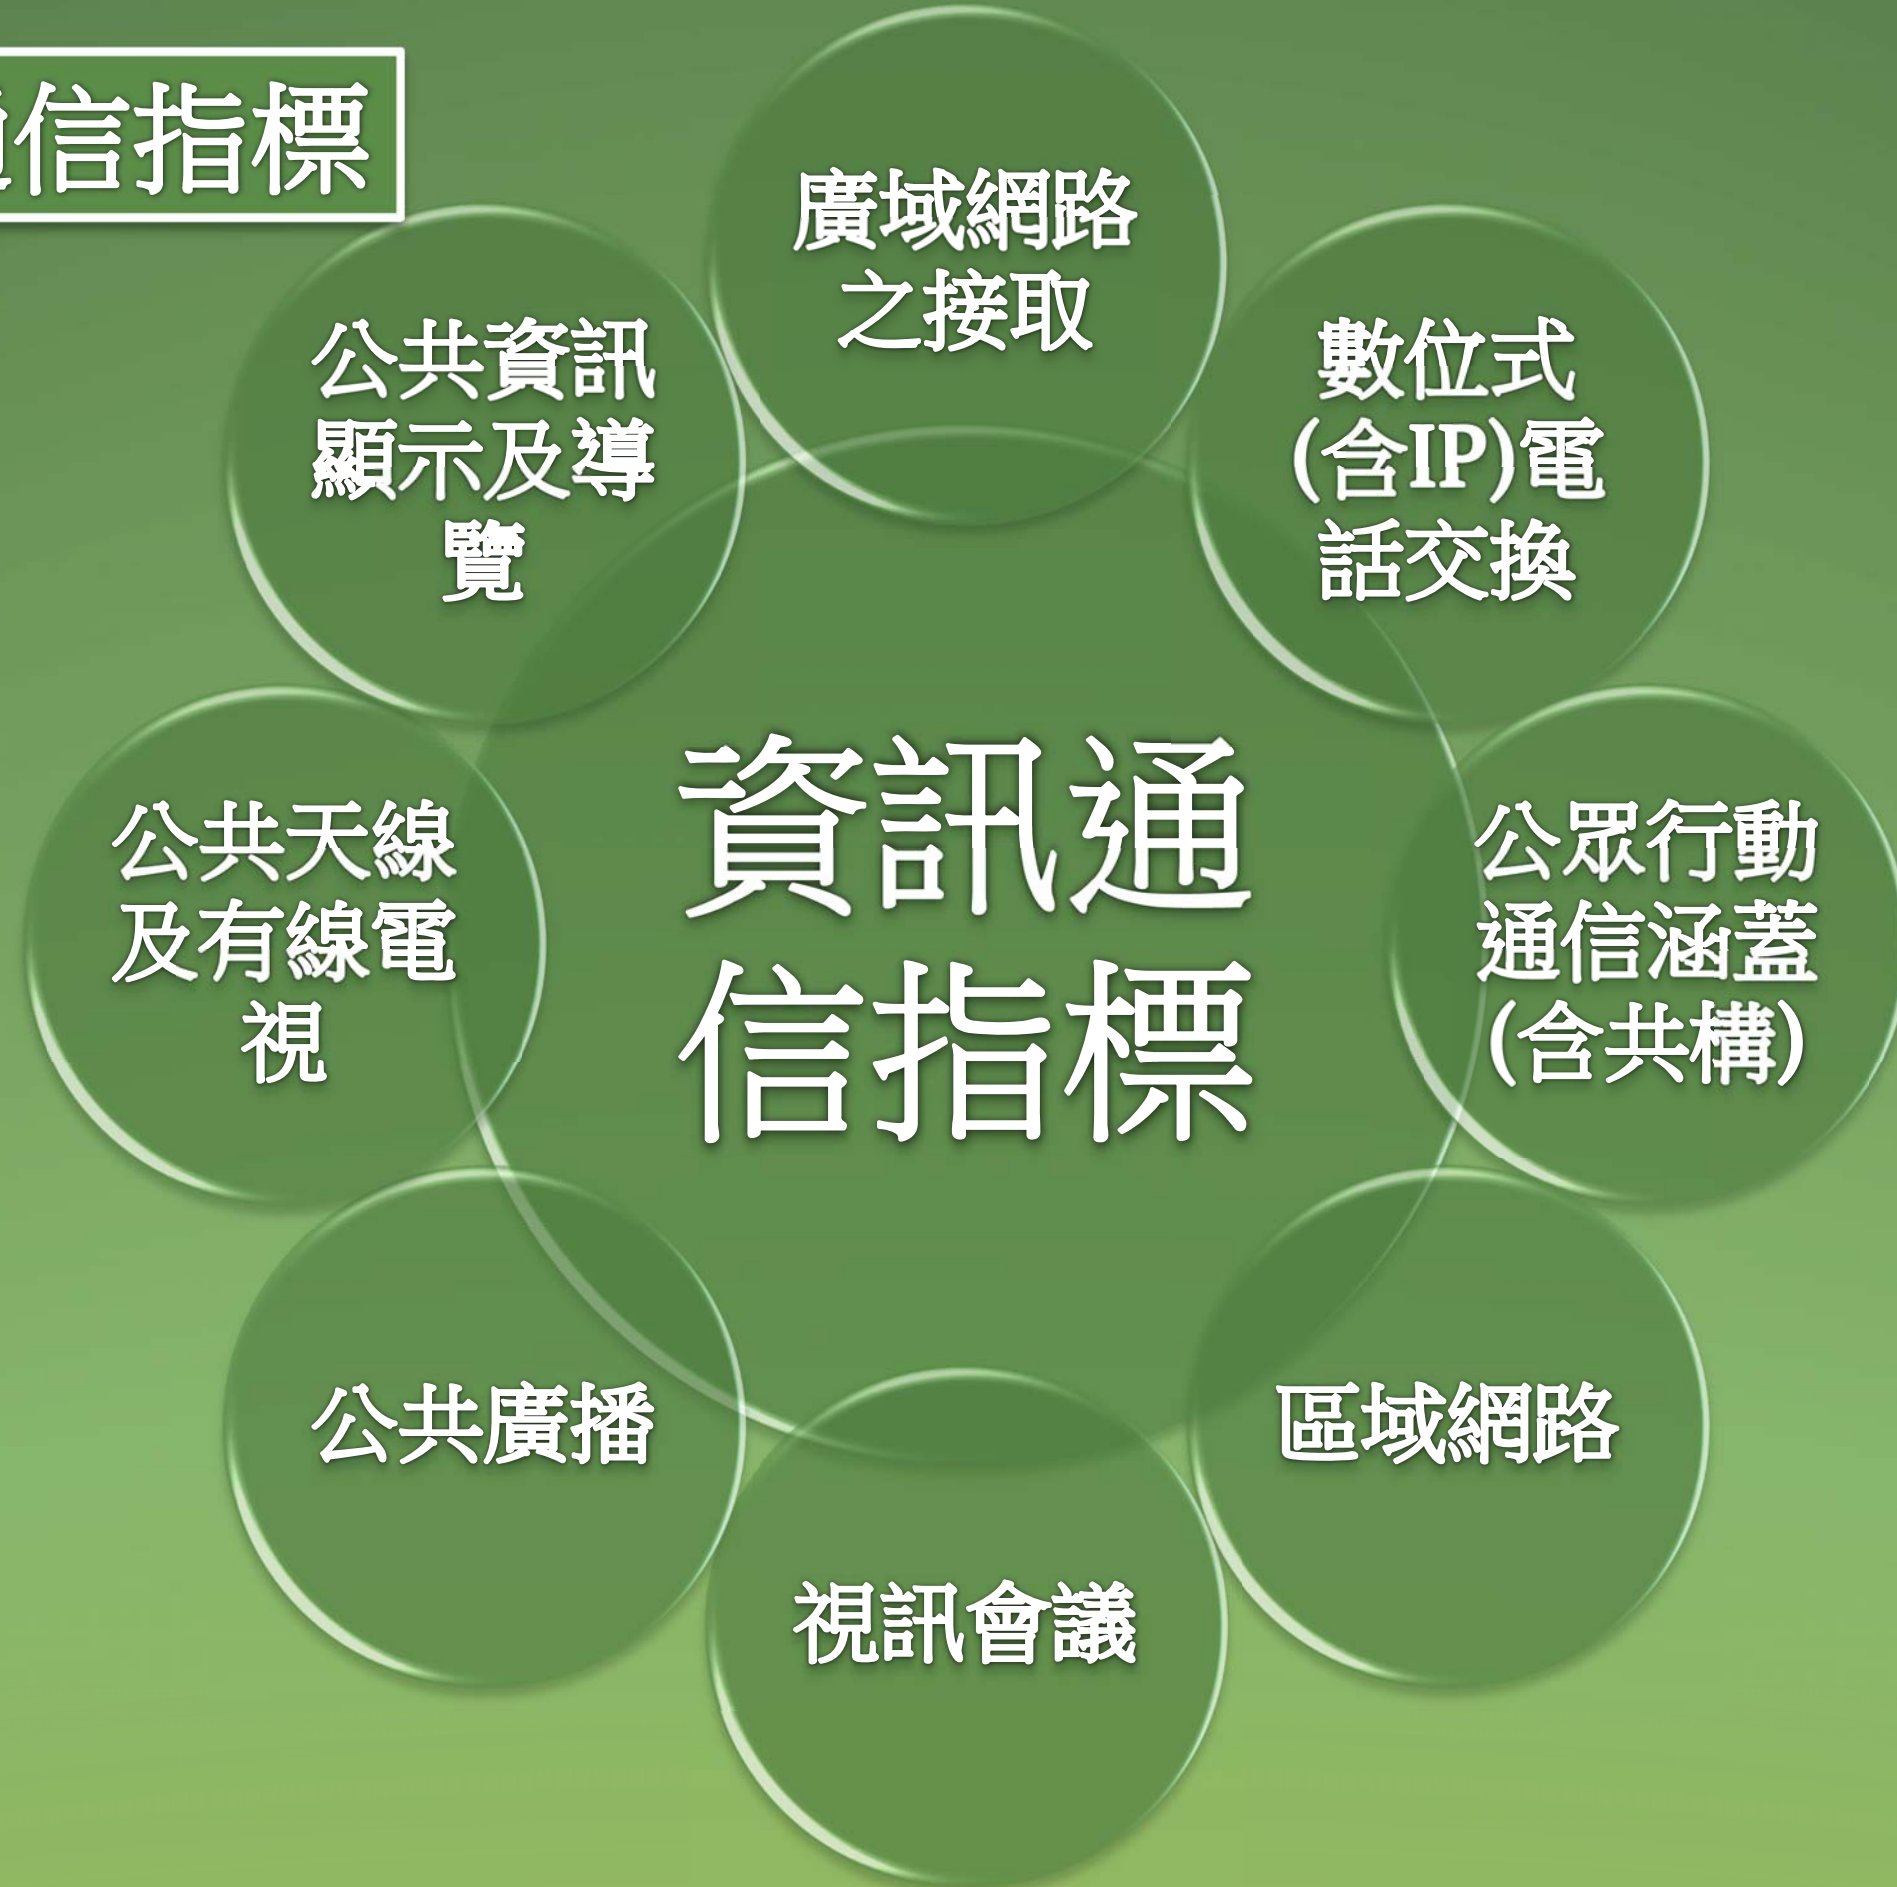 信指標
廣域網路
之接取
數位式
(含IP)電
話交換
公眾行動
通信涵蓋
(含共構)
區域網路
視訊會議
公共廣播
公共天線
及有線電
視
公共資訊
顯示及導
覽
資訊通
信指標